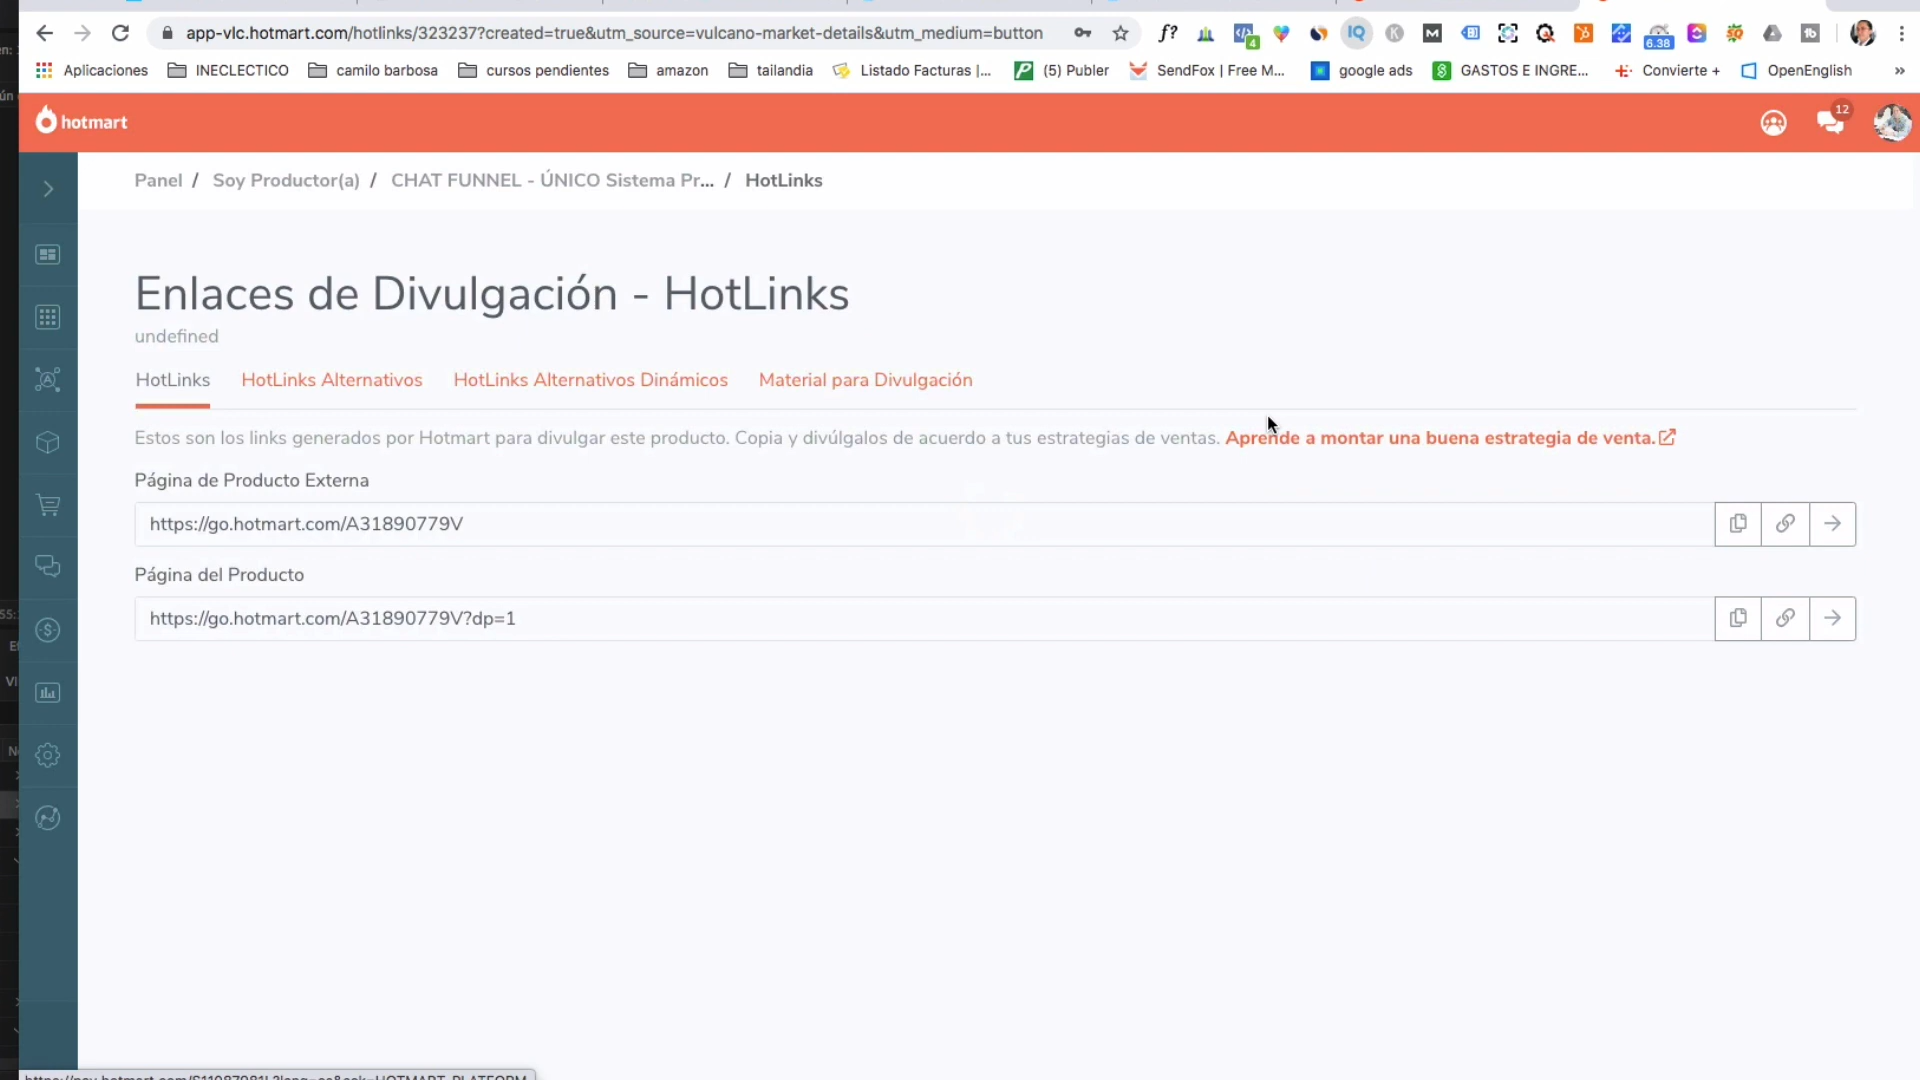 app-vlc.hotmart.com/hotlinks/323237?created=true&utm_source=vulcano-market-details&utm_medium=button
f?
4
IQ
K
M
6.38
Aplicaciones
INECLECTICO
camilo barbosa
cursos pendientes
amazon
tailandia
Listado Facturas |...
(5) Publer
SendFox | Free M...
google ads
GASTOS E INGRE...
Convierte +
OpenEnglish
»
hotmart
12
Panel / Soy Productor(a) / CHAT FUNNEL - ÚNICO Sistema Pr... / HotLinks
Enlaces de Divulgación - HotLinks
undefined
HotLinks
HotLinks Alternativos
HotLinks Alternativos Dinámicos
Material para Divulgación
Estos son los links generados por Hotmart para divulgar este producto. Copia y divúlgalos de acuerdo a tus estrategias de ventas. Aprende a montar una buena estrategia de venta.
Página de Producto Externa
https://go.hotmart.com/A31890779V
Página del Producto
https://go.hotmart.com/A31890779V?dp=1